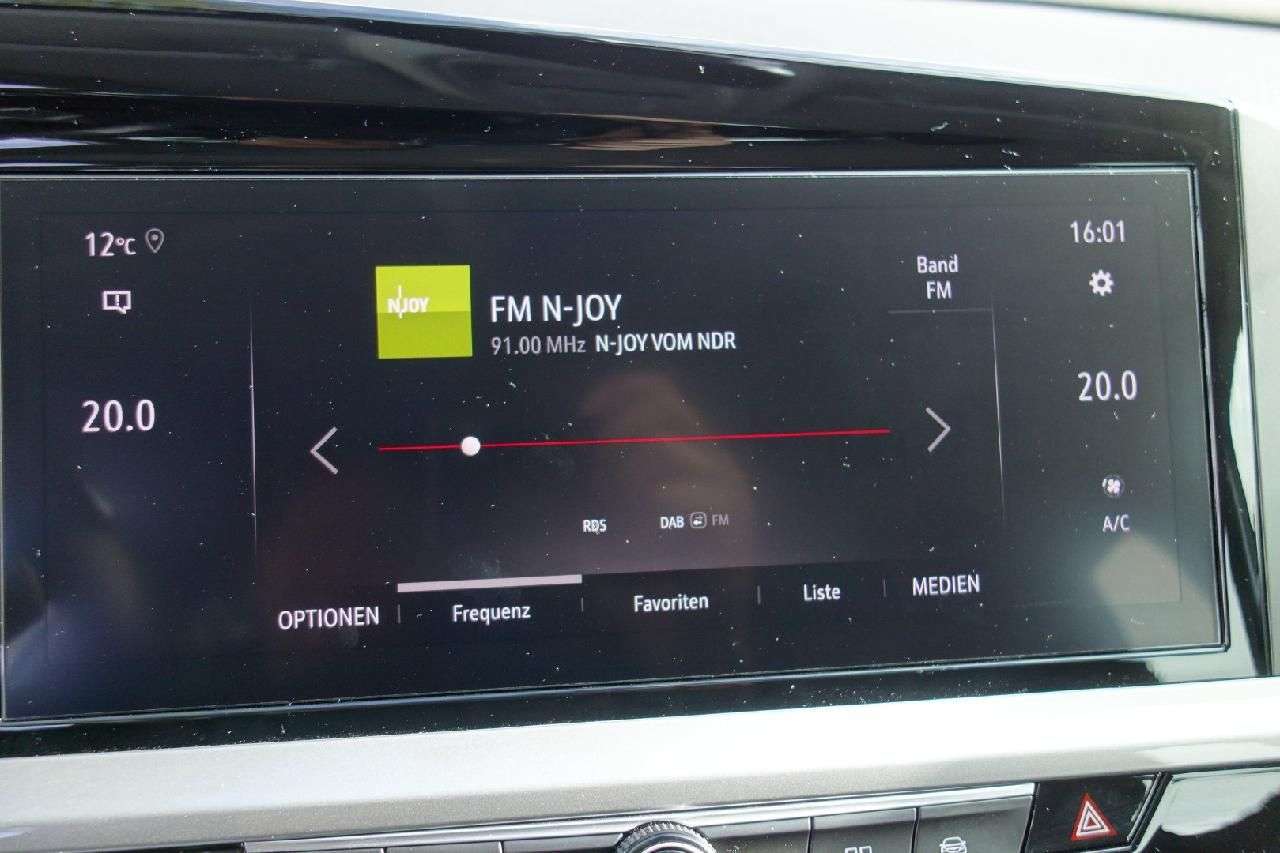 12°C
16:01
Band
FM
N-JOY
FM N-JOY
91.00 MHz N-JOY VOM NDR
20.0
20.0
RDS
DAB FM
A/C
OPTIONEN
Frequenz
Favoriten
Liste
MEDIEN